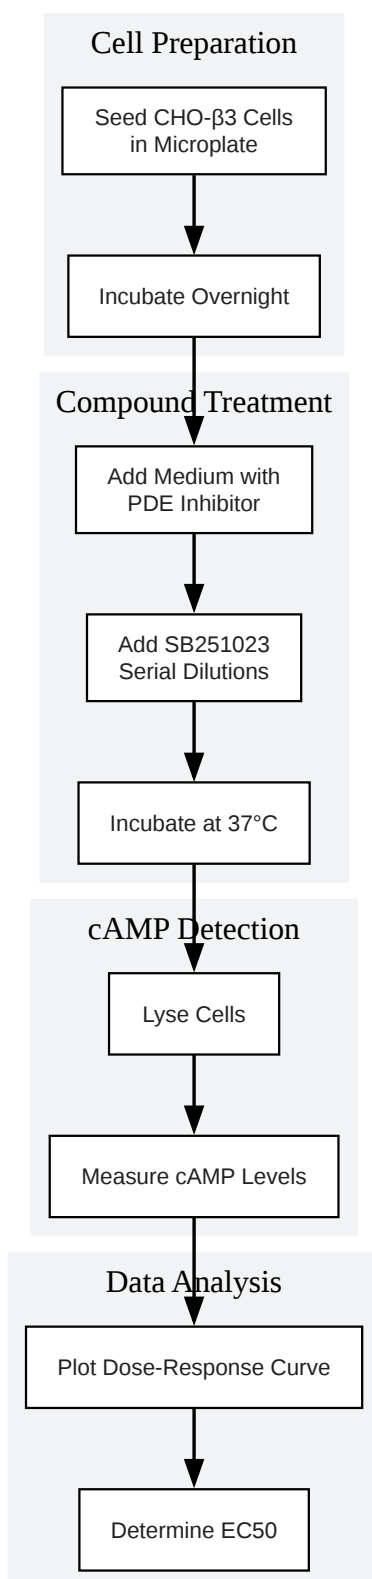 Cell Preparation
Seed CHO-β3 Cells
in Microplate
Incubate Overnight
Compound Treatment
Add Medium with
PDE Inhibitor
Add SB251023
Serial Dilutions
Incubate at 37°C
cAMP Detection
Lyse Cells
Measure cAMP Levels
Data Analysis
Plot Dose-Response Curve
Determine EC50